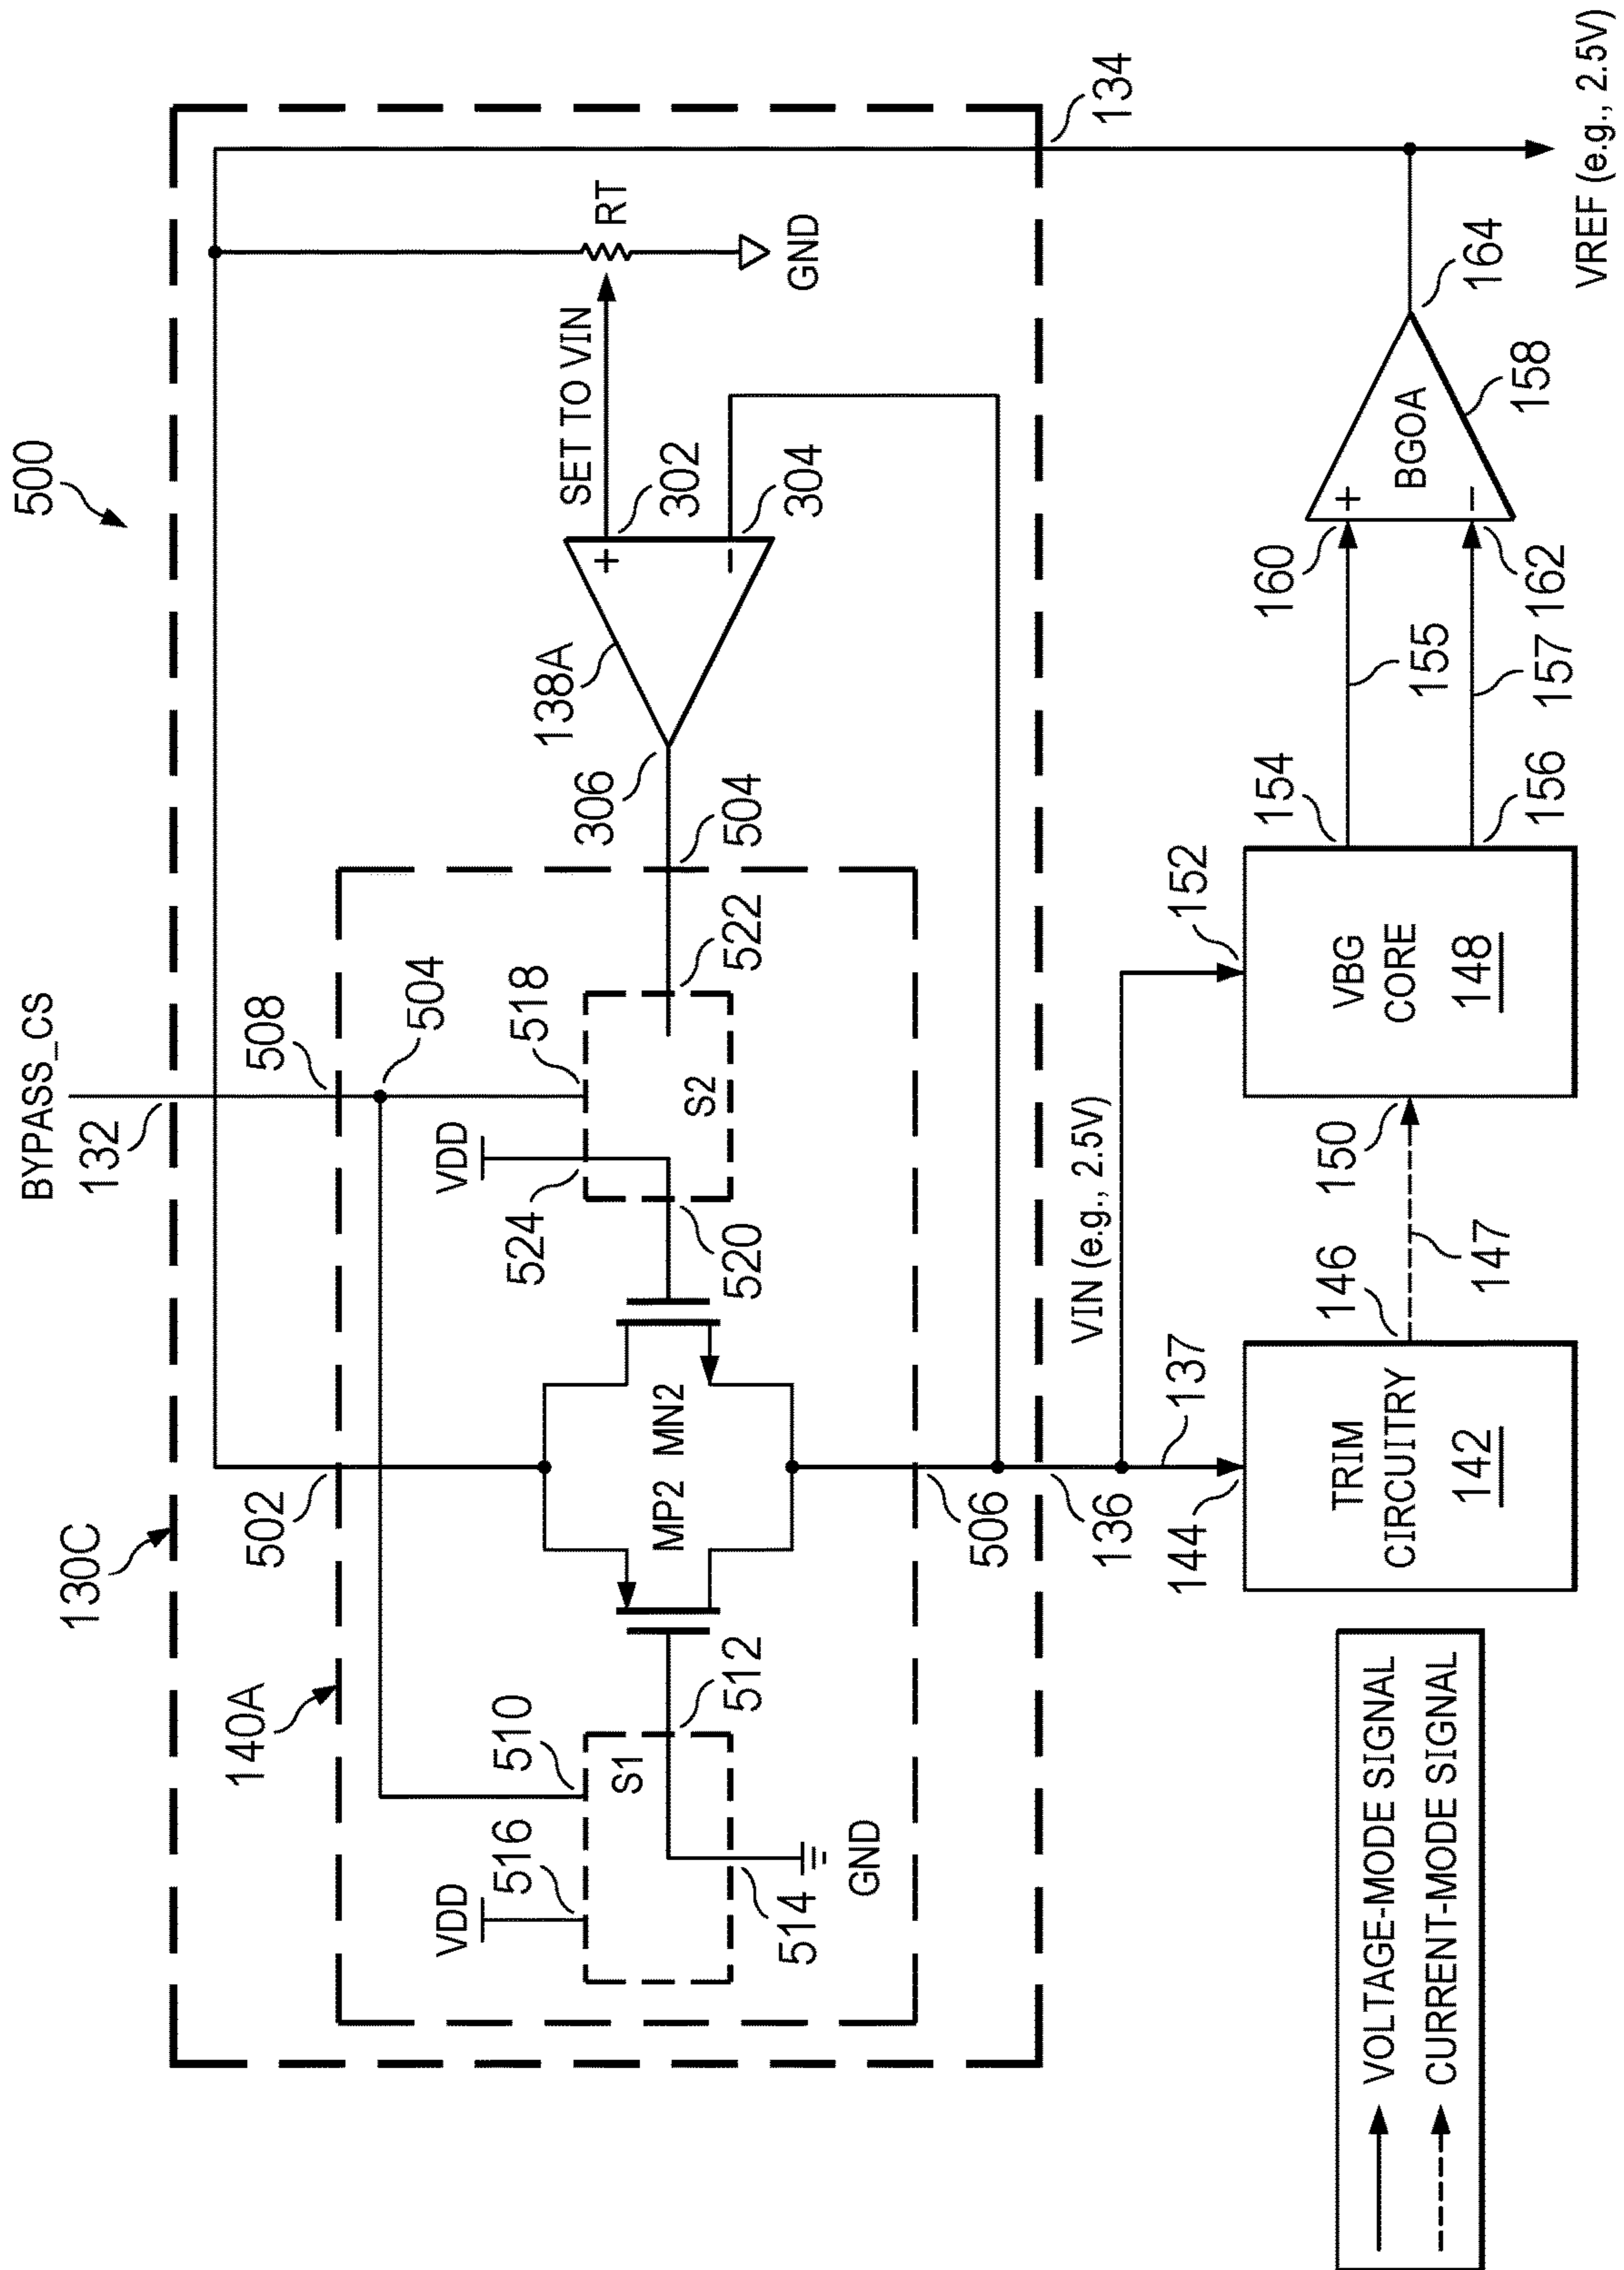 500
BYPASS_CS
132
130C
508
140A
502
504
510
516
VDD
S1
512
514
GND
MP2
MN2
524
VDD
518
520
S2
522
504
306
138A
302
304
SET TO VIN
RT
GND
134
506
136
VIN (e.g., 2.5V)
137
144
TRIM
CIRCUITRY
142
146
147
150
152
VBG
CORE
148
154
155
156
157
160
162
BGOA
158
164
VREF (e.g., 2.5V)
VOLTAGE-MODE SIGNAL
CURRENT-MODE SIGNAL
+
−
+
−